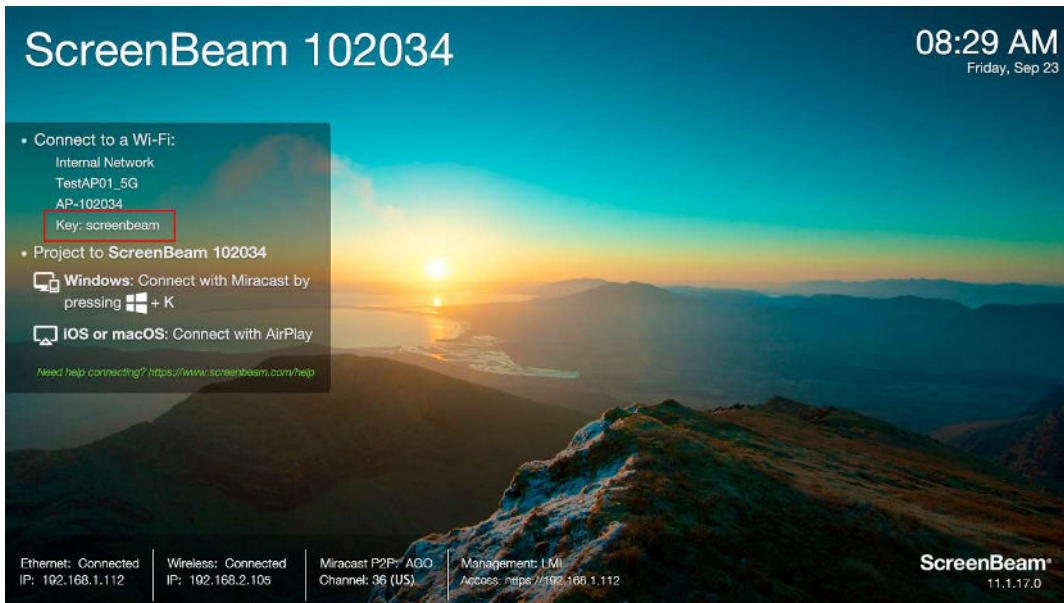 ScreenBeam 102034
08:29 AM
Friday, Sep 23
• Connect to a Wi-Fi:
Internal Network
TestAP01_5G
AP-102034
Key: screenbeam
• Project to ScreenBeam 102034
Windows: Connect with Miracast by
pressing + K
iOS or macOS: Connect with AirPlay
Need help connecting? https://www.screenbeam.com/help
Ethernet: Connected
IP: 192.168.1.112
Wireless: Connected
IP: 192.168.2.105
Miracast P2P: AGO
Channel: 36 (US)
Management: LMI
Access: https://192.168.1.112
ScreenBeam®
11.1.17.0